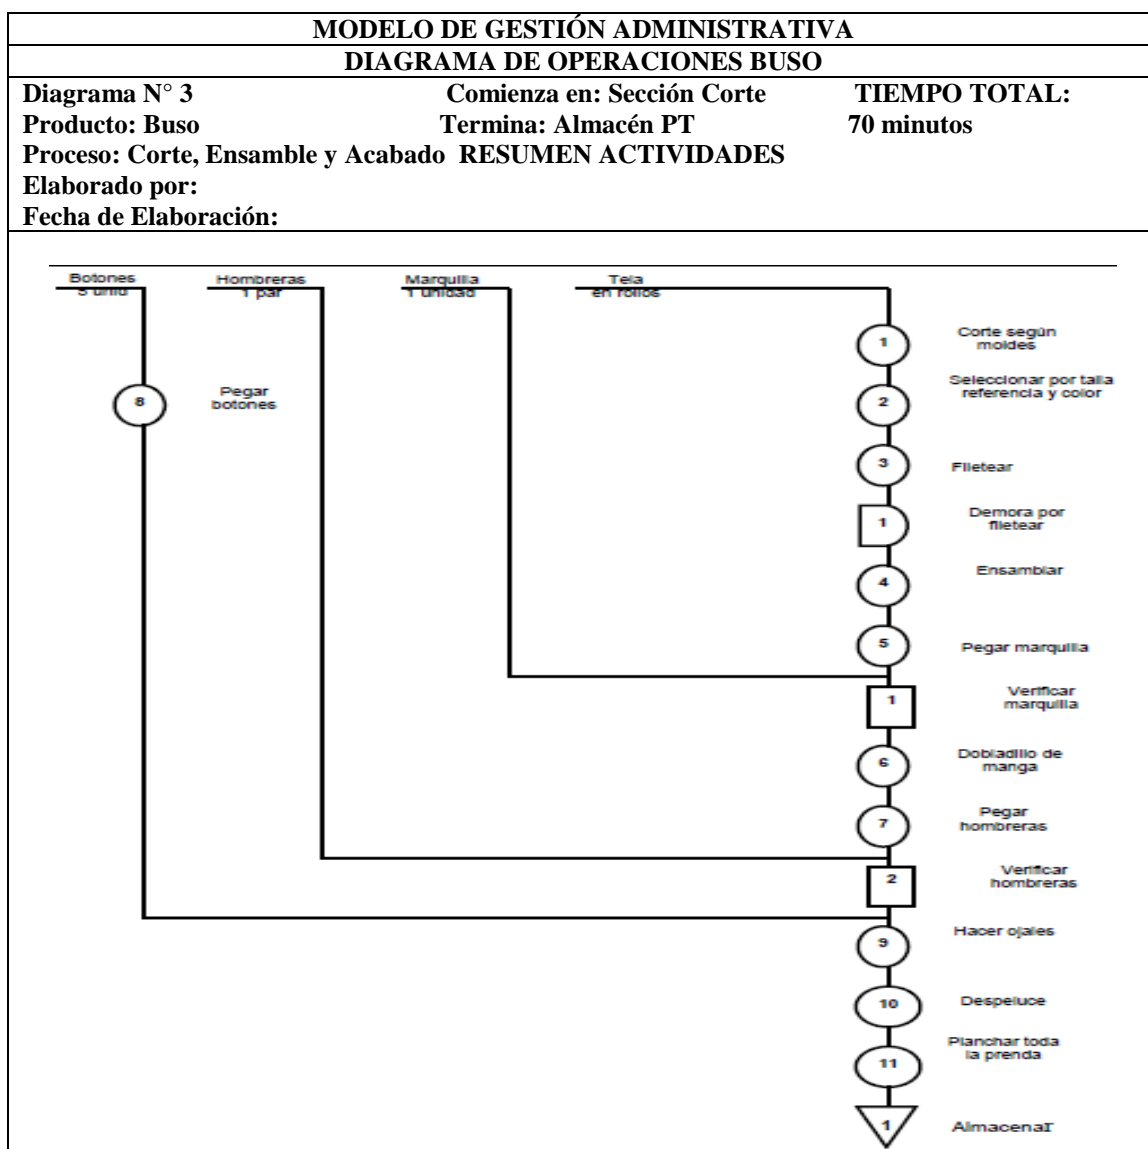 MODELO DE GESTIÓN ADMINISTRATIVA
DIAGRAMA DE OPERACIONES BUSO
Diagrama N° 3 Comienza en: Sección Corte TIEMPO TOTAL:
Producto: Buso Termina: Almacén PT 70 minutos
Proceso: Corte, Ensamble y Acabado RESUMEN ACTIVIDADES
Elaborado por:
Fecha de Elaboración:
Botones Hombreras Marquilla Tela
5 unid 1 par 1 unidad en rollos
1 Corte según
moldes
Seleccionar por talla
2 referencia y color
8 Pegar
botones
3 Filetear
1 Demora por
filetear
4 Ensamblar
5 Pegar marquilla
1 Verificar
marquilla
6 Dobladillo de
manga
7 Pegar
hombreras
2 Verificar
hombreras
9 Hacer ojales
10 Despeluce
11 Planchar toda
la prenda
1 Almacenar